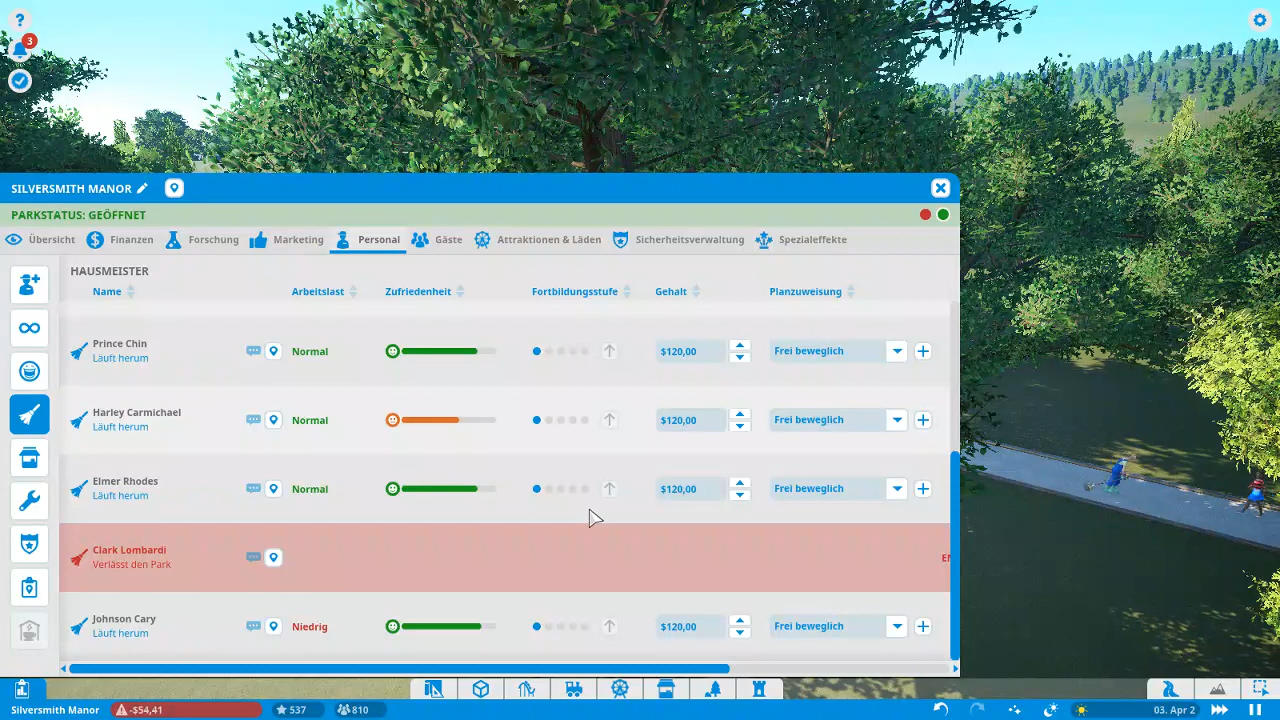 ?
3
SILVERSMITH MANOR
PARKSTATUS: GEÖFFNET
Übersicht Finanzen Forschung Marketing Personal Gäste Attraktionen & Läden Sicherheitsverwaltung Spezialeffekte
HAUSMEISTER
Name Arbeitslast Zufriedenheit Fortbildungsstufe Gehalt Planzuweisung
Prince Chin
Läuft herum
Normal $120,00 Frei beweglich
Harley Carmichael
Läuft herum
Normal $120,00 Frei beweglich
Elmer Rhodes
Läuft herum
Normal $120,00 Frei beweglich
Clark Lombardi
Verlässt den Park
Johnson Cary
Läuft herum
Niedrig $120,00 Frei beweglich
Silversmith Manor -$54,41 537 810 03. Apr 2